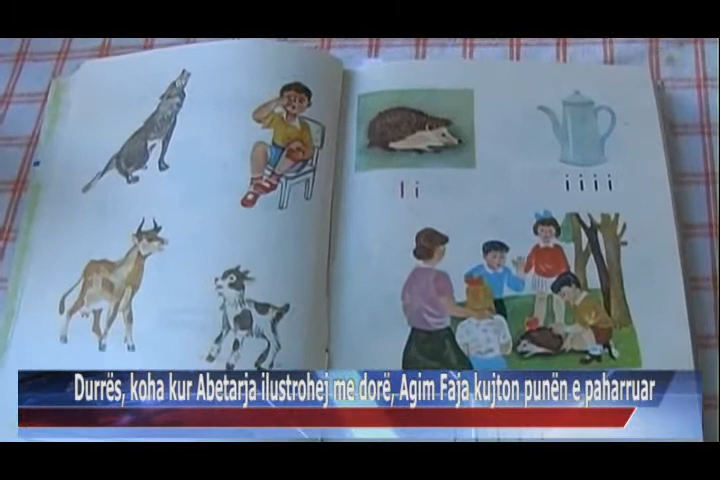 I i
i i i i
Durrës, koha kur Abetarja ilustrohej me dorë, Agim Faja kujton punën e paharruar